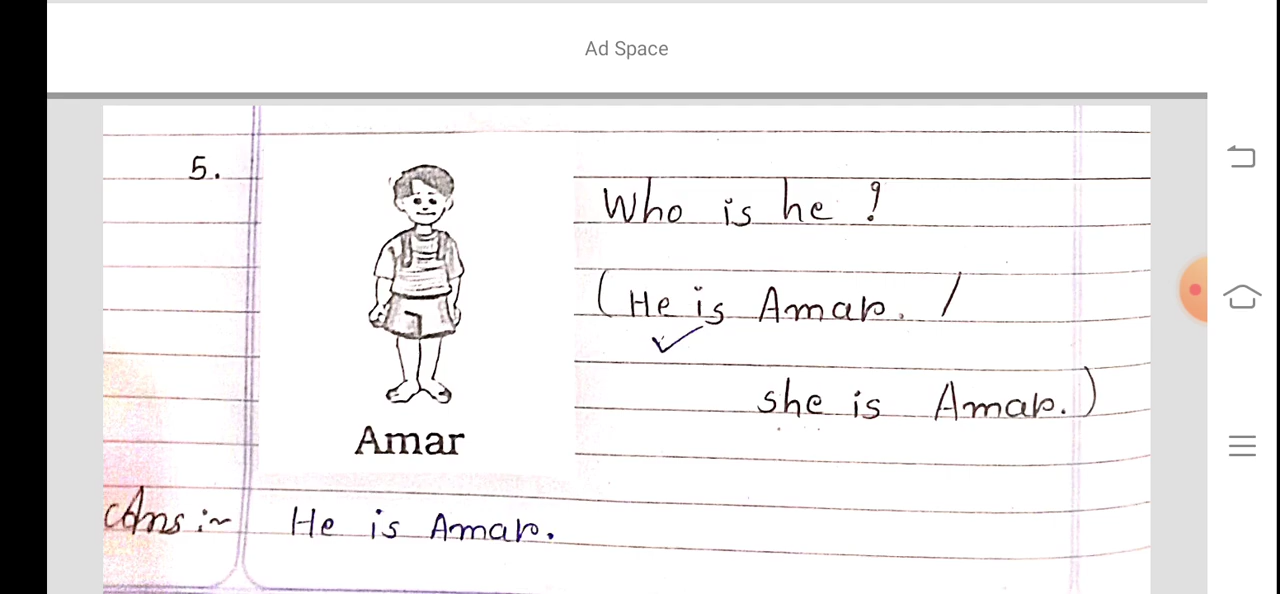 Ad Space
5.
Who is he ?
(He is Amar. /
she is Amar.)
Amar
Ans :~ He is Amar.